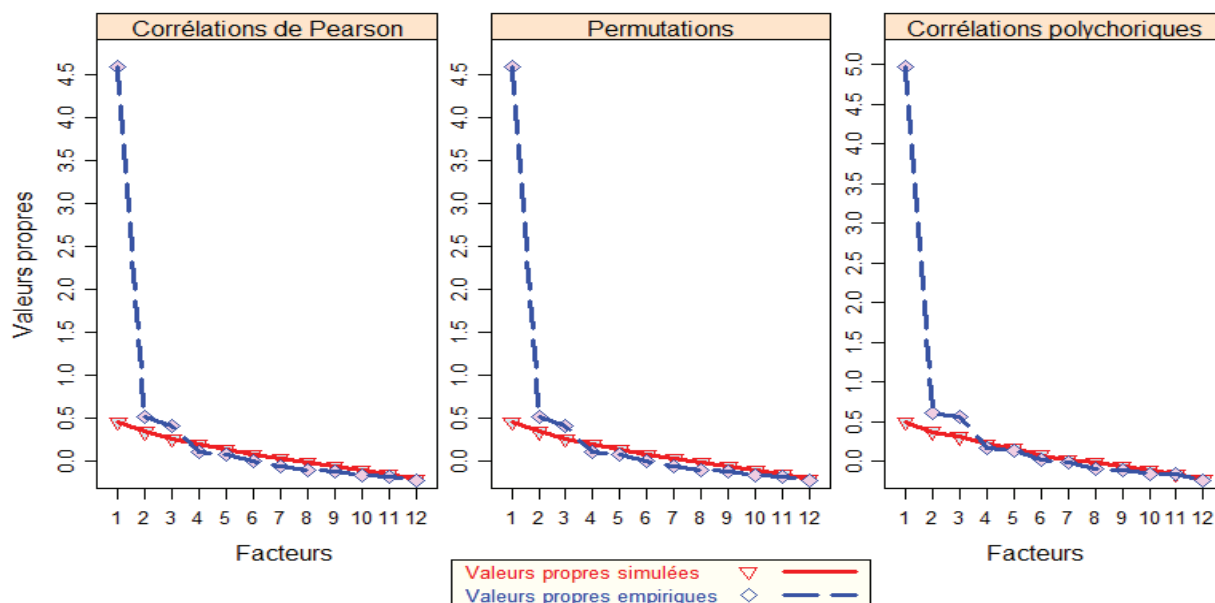 Corrélations de Pearson
Permutations
Corrélations polychoriques
Valeurs propres
4.5
4.0
3.5
3.0
2.5
2.0
1.5
1.0
0.5
0.0
4.5
4.0
3.5
3.0
2.5
2.0
1.5
1.0
0.5
0.0
5.0
4.5
4.0
3.5
3.0
2.5
2.0
1.5
1.0
0.5
0.0
1 2 3 4 5 6 7 8 9 10 11 12
1 2 3 4 5 6 7 8 9 10 11 12
1 2 3 4 5 6 7 8 9 10 11 12
Facteurs
Facteurs
Valeurs propres simulées
Valeurs propres empiriques